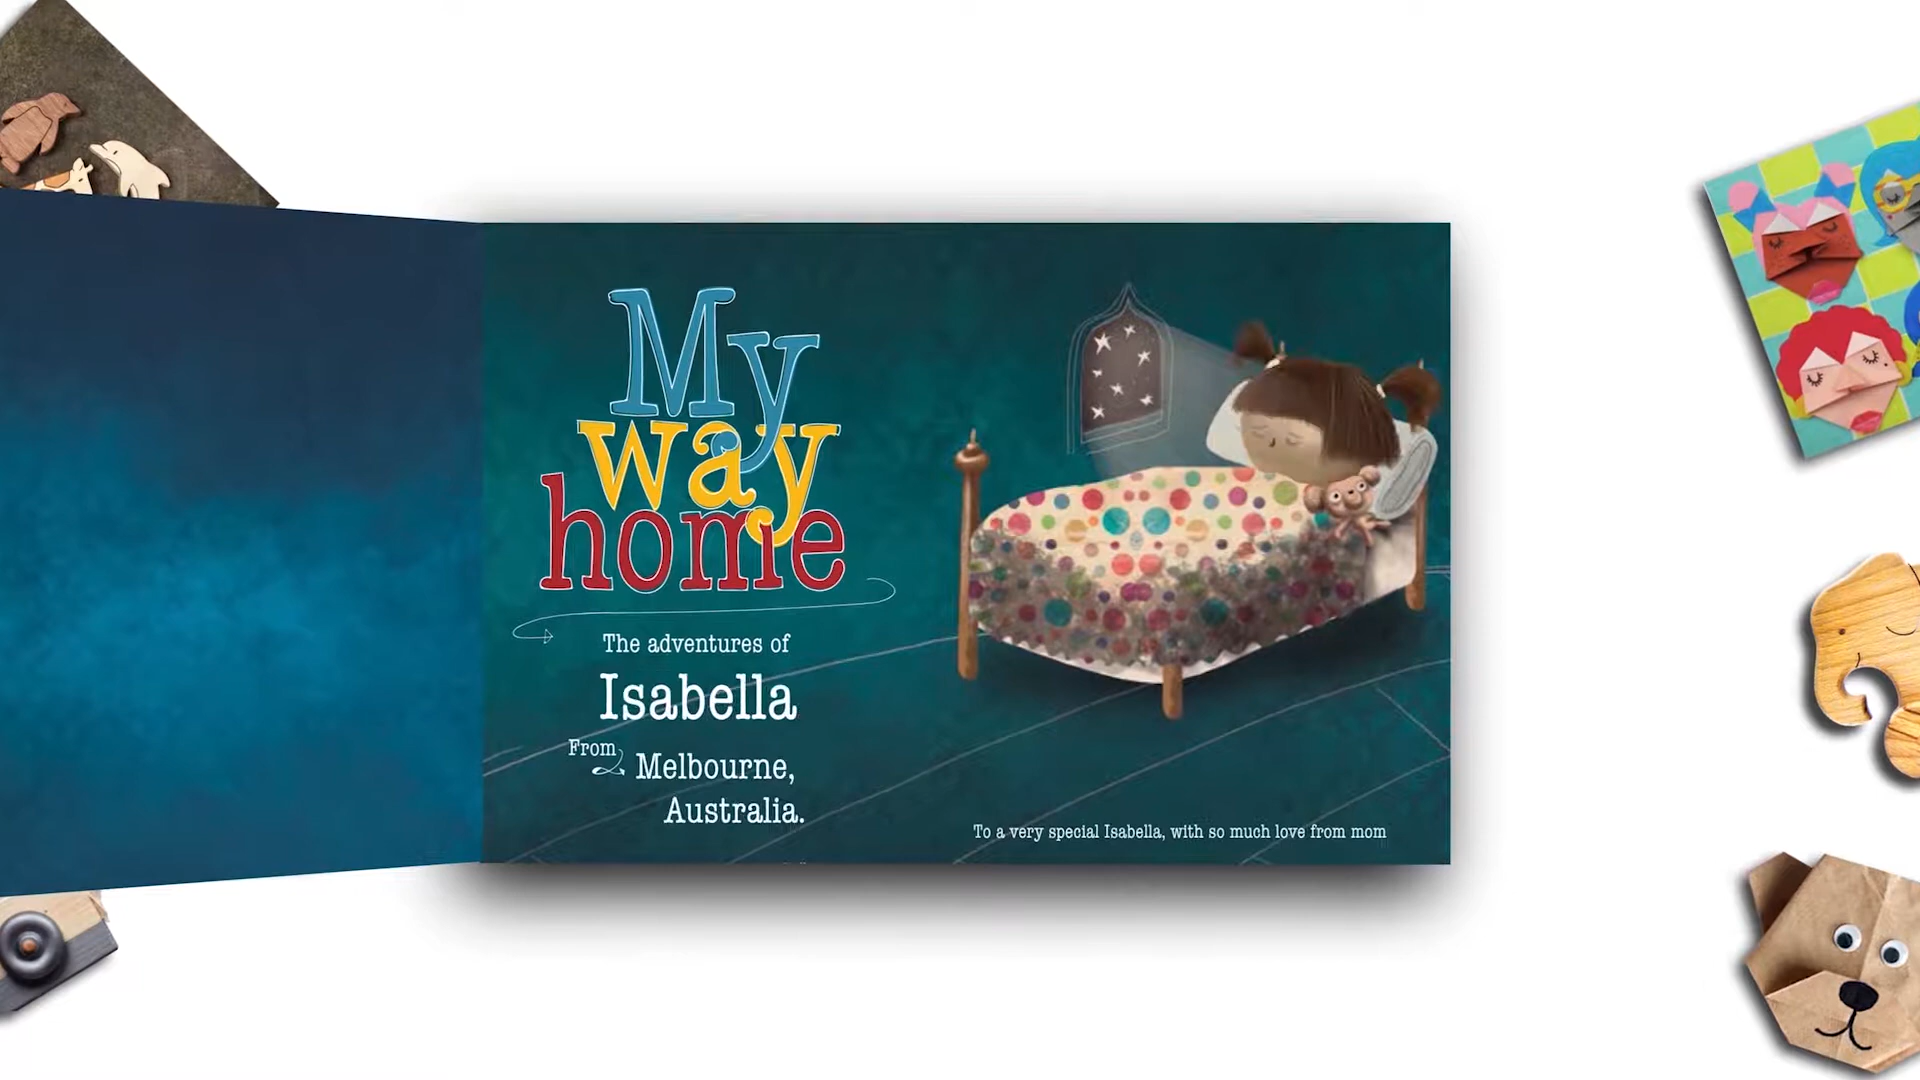 My
way
home
The adventures of
Isabella
From
Melbourne,
Australia.
To a very special Isabella, with so much love from mom